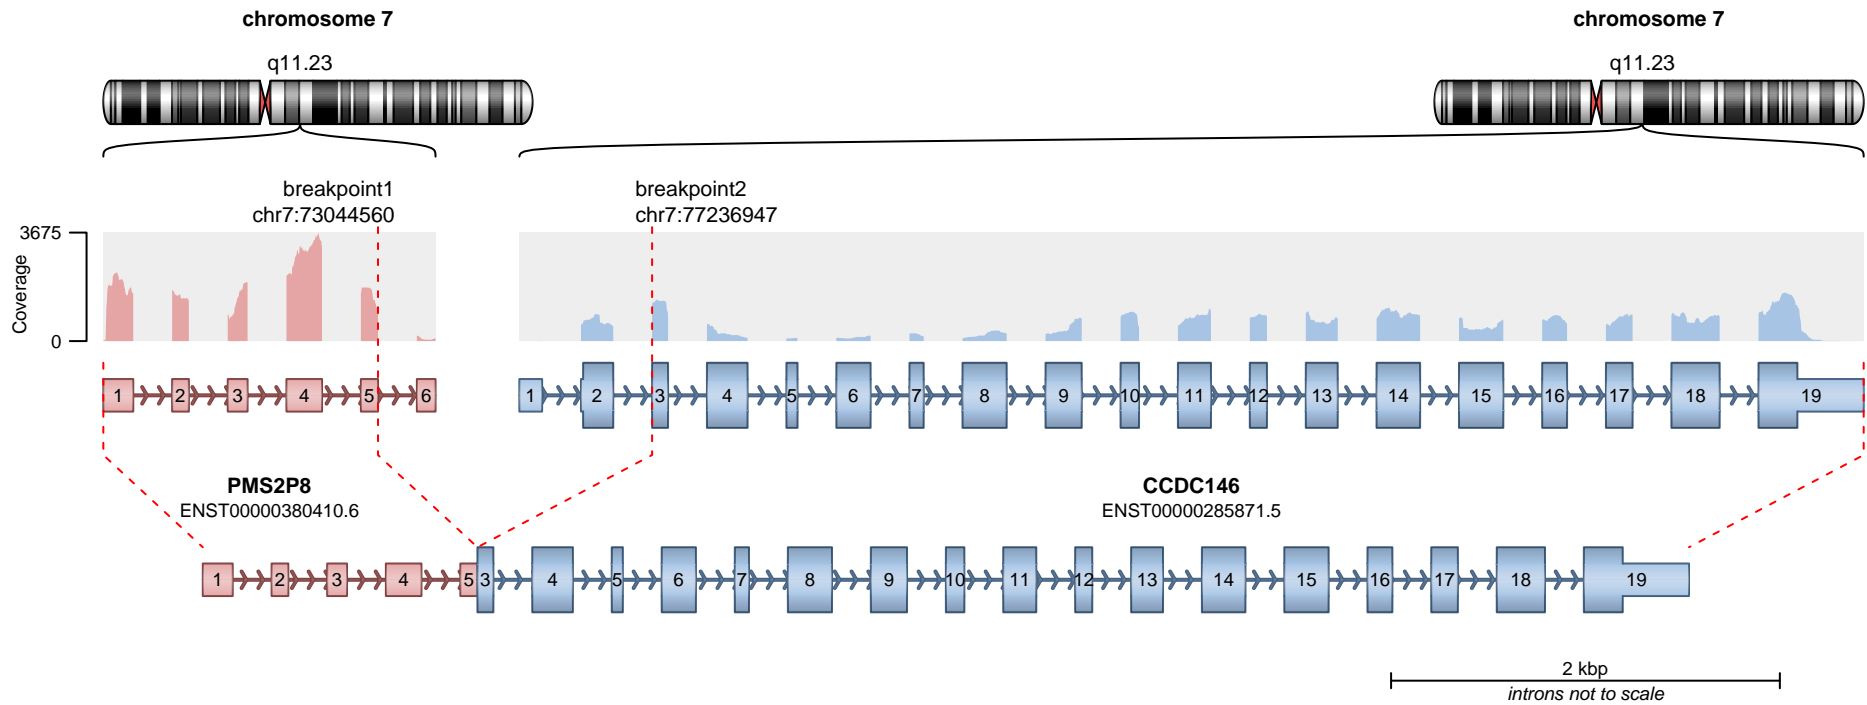 chromosome 7
chromosome 7
q11.23
q11.23
breakpoint1
chr7:73044560
breakpoint2
chr7:77236947
3675
Coverage
0
1 2 3 4 5 6
1 2 3 4 5 6 7 8 9 10 11 12 13 14 15 16 17 18 19
PMS2P8
ENST00000380410.6
CCDC146
ENST00000285871.5
1 2 3 4 5 3 4 5 6 7 8 9 10 11 12 13 14 15 16 17 18 19
2 kbp
introns not to scale